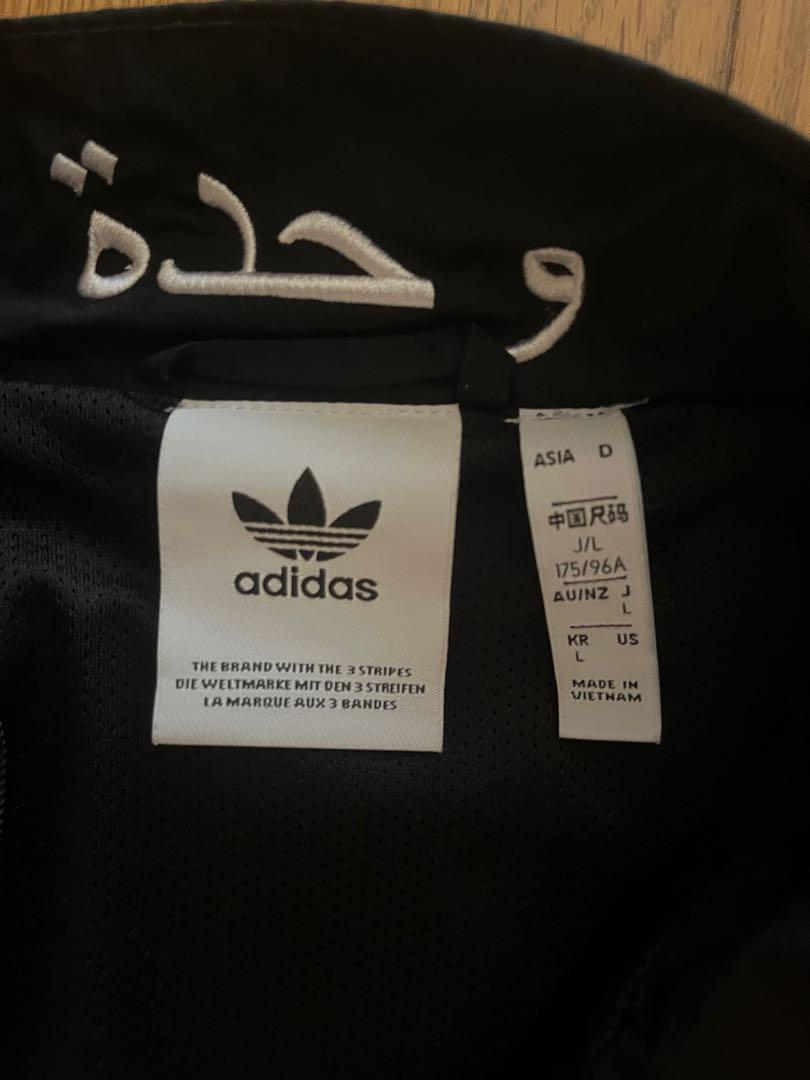 وحدة
adidas
THE BRAND WITH THE 3 STRIPES
DIE WELTMARKE MIT DEN 3 STREIFEN
LA MARQUE AUX 3 BANDES
ASIA D
中国尺码
J/L
175/96A
AU/NZ J
L
KR US
L
MADE IN
VIETNAM